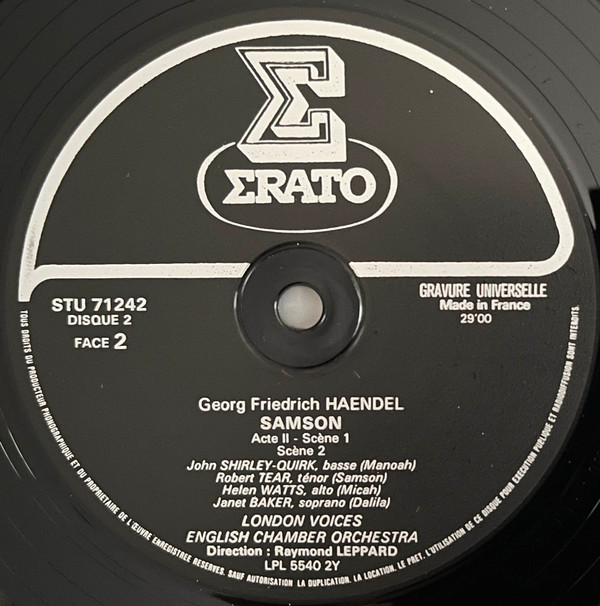 Σ
ΣRATO
STU 71242
DISQUE 2
FACE 2
GRAVURE UNIVERSELLE
Made in France
29'00
Georg Friedrich HAENDEL
SAMSON
Acte II - Scène 1
Scène 2
John SHIRLEY-QUIRK, basse (Manoah)
Robert TEAR, ténor (Samson)
Helen WATTS, alto (Micah)
Janet BAKER, soprano (Dalila)
LONDON VOICES
ENGLISH CHAMBER ORCHESTRA
Direction : Raymond LEPPARD
LPL 5540 2Y
TOUS DROITS DU PRODUCTEUR PHONOGRAPHIQUE ET DU PROPRIETAIRE DE L'ŒUVRE ENREGISTREE RESERVES. SAUF AUTORISATION LA DUPLICATION. LA LOCATION. LE PRET. L'UTILISATION DE CE DISQUE POUR EXECUTION PUBLIQUE ET RADIODIFFUSION SONT INTERDITS.